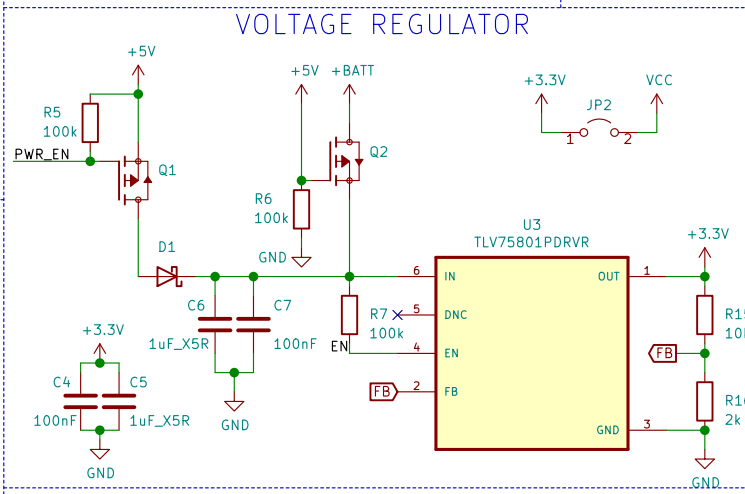 VOLTAGE REGULATOR
+5V
R5
100k
PWR_EN
Q1
D1
+5V
+BATT
Q2
R6
100k
GND
+3.3V
JP2
1
2
VCC
C6
1uF_X5R
C7
100nF
GND
R7
100k
EN
U3
TLV75801PDRVR
6
IN
5
DNC
4
EN
FB
2
FB
OUT
1
GND
3
+3.3V
FB
2k
GND
+3.3V
C4
100nF
C5
1uF_X5R
GND